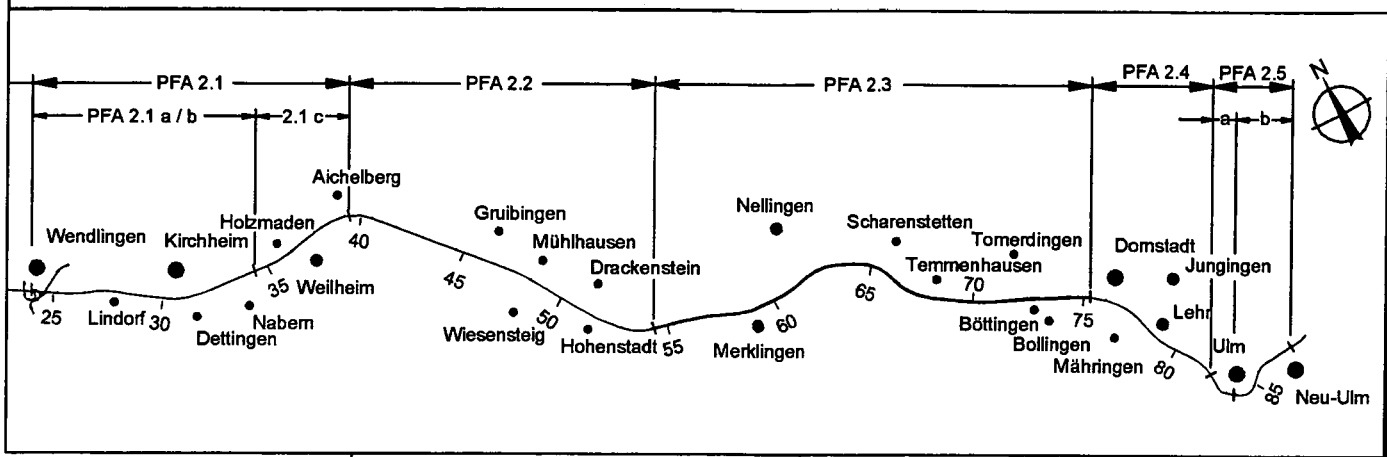 PFA 2.1
PFA 2.2
PFA 2.3
PFA 2.4
PFA 2.5
N
PFA 2.1 a / b
2.1 c
a
b
Aichelberg
Holzmaden
Wendlingen
Kirchheim
40
Gruibingen
Mühlhausen
Drackenstein
Nellingen
Scharenstetten
Tomerdingen
Temmenhausen
Dornstadt
Jungingen
25
Lindorf
30
Dettingen
Nabern
35
Weilheim
45
Wiesensteig
50
Hohenstadt
55
Merklingen
60
65
70
Böttingen
Bollingen
75
Mähringen
Lehr
80
Ulm
85
Neu-Ulm